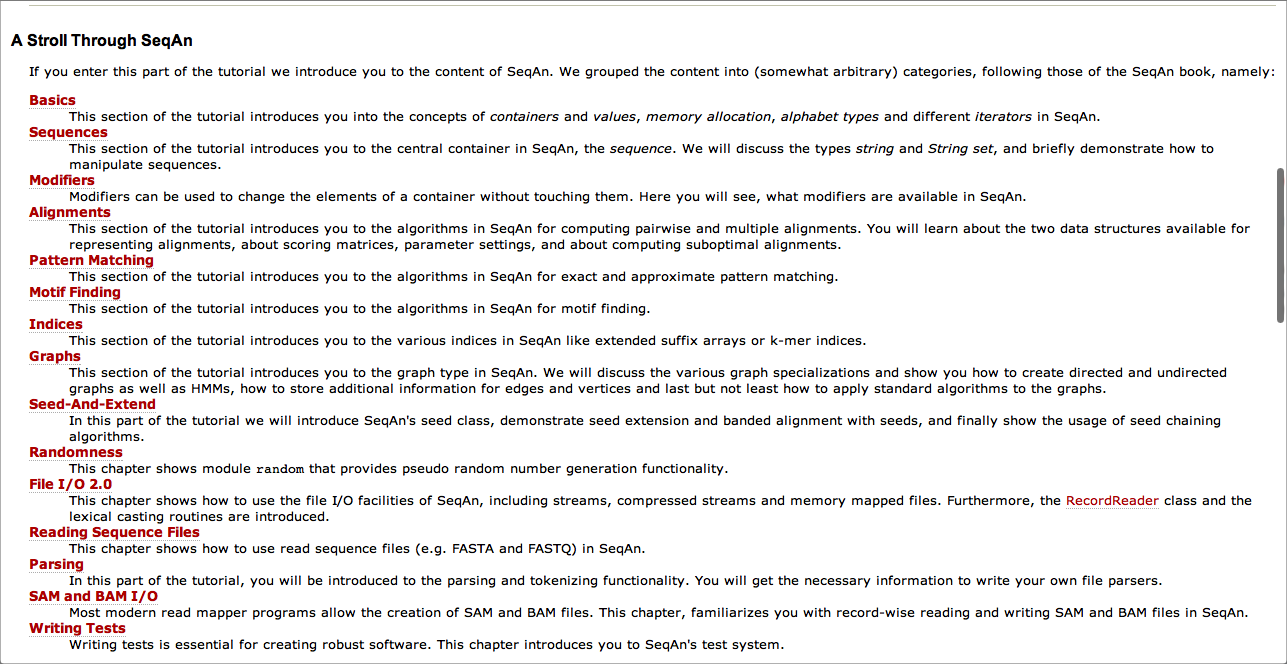 A Stroll Through SeqAn
If you enter this part of the tutorial we introduce you to the content of SeqAn. We grouped the content into (somewhat arbitrary) categories, following those of the SeqAn book, namely:
Basics
This section of the tutorial introduces you into the concepts of containers and values, memory allocation, alphabet types and different iterators in SeqAn.
Sequences
This section of the tutorial introduces you to the central container in SeqAn, the sequence. We will discuss the types string and String set, and briefly demonstrate how to
manipulate sequences.
Modifiers
Modifiers can be used to change the elements of a container without touching them. Here you will see, what modifiers are available in SeqAn.
Alignments
This section of the tutorial introduces you to the algorithms in SeqAn for computing pairwise and multiple alignments. You will learn about the two data structures available for
representing alignments, about scoring matrices, parameter settings, and about computing suboptimal alignments.
Pattern Matching
This section of the tutorial introduces you to the algorithms in SeqAn for exact and approximate pattern matching.
Motif Finding
This section of the tutorial introduces you to the algorithms in SeqAn for motif finding.
Indices
This section of the tutorial introduces you to the various indices in SeqAn like extended suffix arrays or k-mer indices.
Graphs
This section of the tutorial introduces you to the graph type in SeqAn. We will discuss the various graph specializations and show you how to create directed and undirected
graphs as well as HMMs, how to store additional information for edges and vertices and last but not least how to apply standard algorithms to the graphs.
Seed-And-Extend
In this part of the tutorial we will introduce SeqAn's seed class, demonstrate seed extension and banded alignment with seeds, and finally show the usage of seed chaining
algorithms.
Randomness
This chapter shows module random that provides pseudo random number generation functionality.
File I/O 2.0
This chapter shows how to use the file I/O facilities of SeqAn, including streams, compressed streams and memory mapped files. Furthermore, the RecordReader class and the
lexical casting routines are introduced.
Reading Sequence Files
This chapter shows how to use read sequence files (e.g. FASTA and FASTQ) in SeqAn.
Parsing
In this part of the tutorial, you will be introduced to the parsing and tokenizing functionality. You will get the necessary information to write your own file parsers.
SAM and BAM I/O
Most modern read mapper programs allow the creation of SAM and BAM files. This chapter, familiarizes you with record-wise reading and writing SAM and BAM files in SeqAn.
Writing Tests
Writing tests is essential for creating robust software. This chapter introduces you to SeqAn's test system.